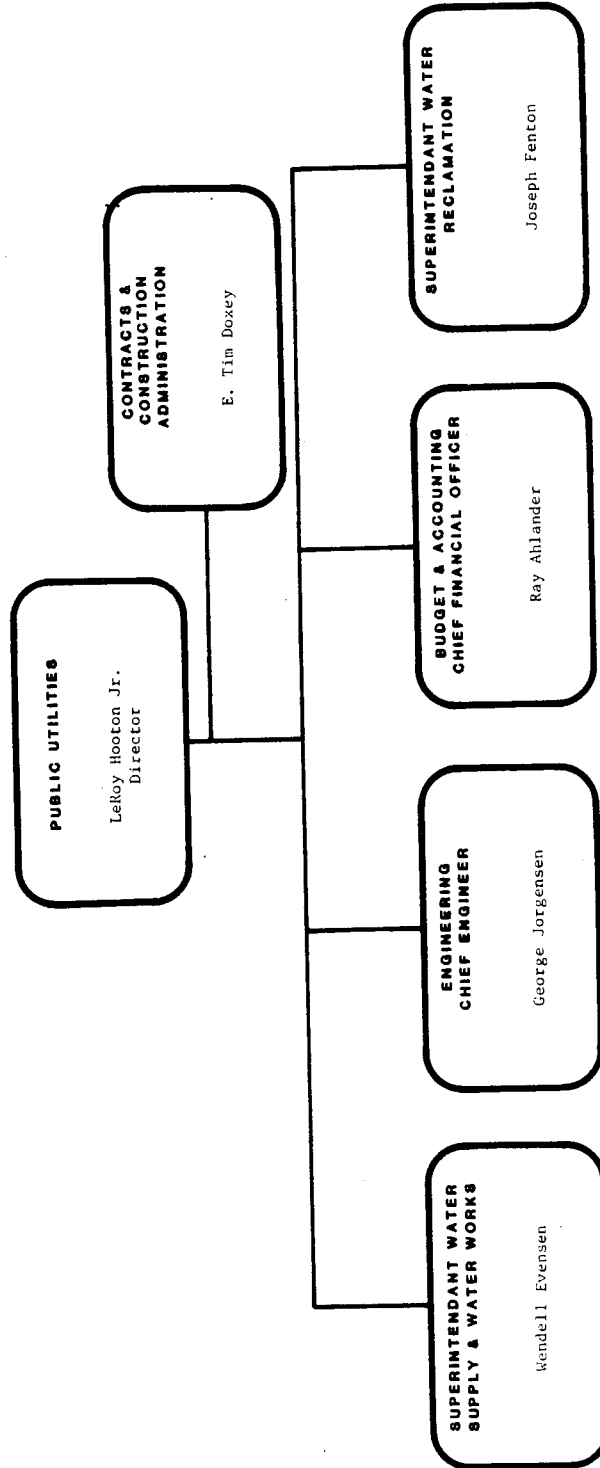 PUBLIC UTILITIES
LeRoy Hooton Jr.
Director
CONTRACTS &
CONSTRUCTION
ADMINISTRATION
E. Tim Doxey
SUPERINTENDANT WATER
SUPPLY & WATER WORKS
Wendell Evensen
ENGINEERING
CHIEF ENGINEER
George Jorgensen
BUDGET & ACCOUNTING
CHIEF FINANCIAL OFFICER
Ray Ahlander
SUPERINTENDANT WATER
RECLAMATION
Joseph Fenton